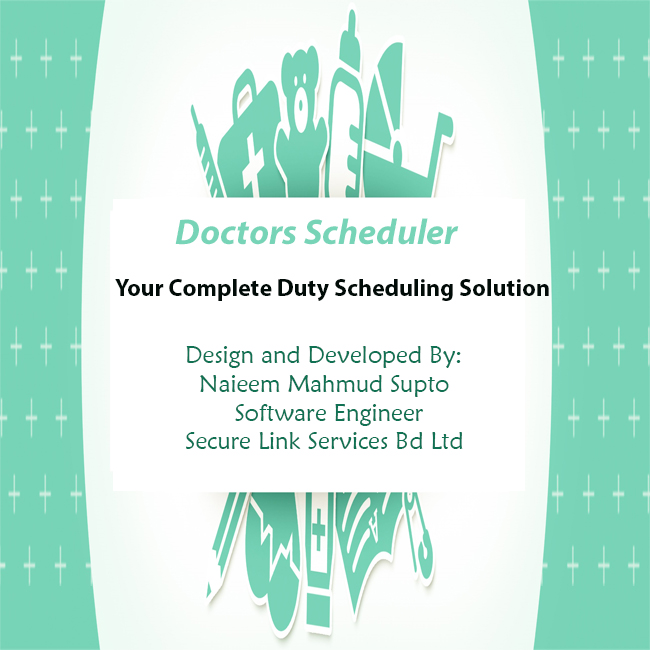 Doctors Scheduler
Your Complete Duty Scheduling Solution
Design and Developed By:
Naieem Mahmud Supto
Software Engineer
Secure Link Services Bd Ltd